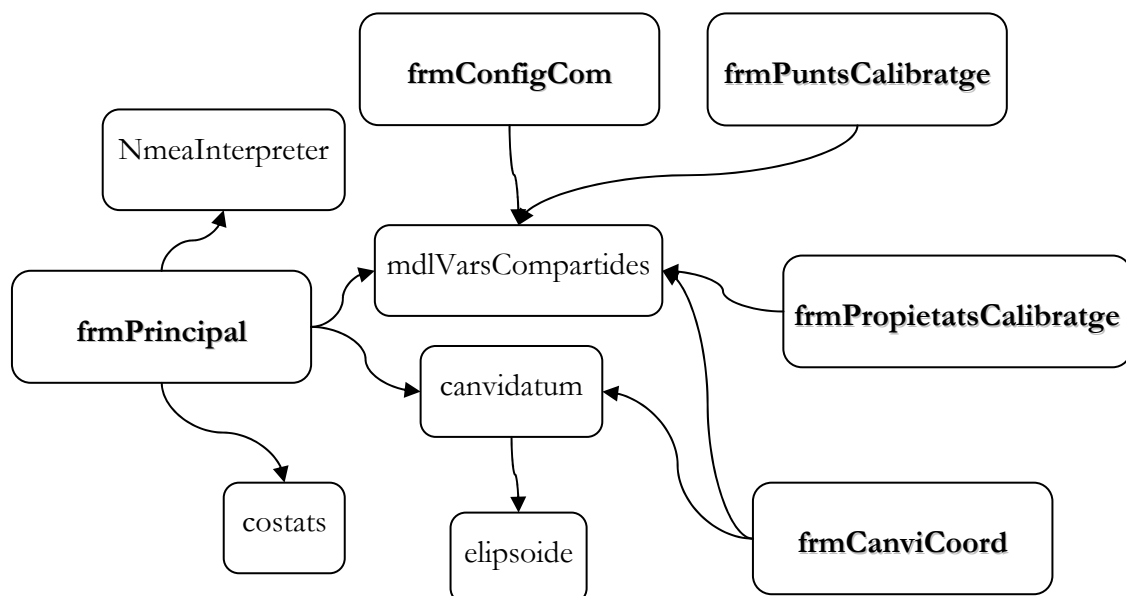 frmConfigCom
frmPuntsCalibratge
NmeaInterpreter
mdlVarsCompartides
frmPrincipal
frmPropietatsCalibratge
canvidatum
costats
elipsoide
frmCanviCoord